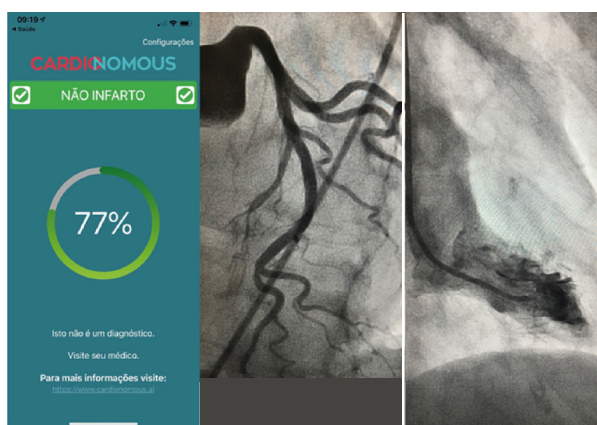 09:19
◀ Saúde
Configurações
CARDIONOMOUS
NÃO INFARTO
77%
Isto não é um diagnóstico.
Visite seu médico.
Para mais informações visite:
https://www.cardionomous.ai